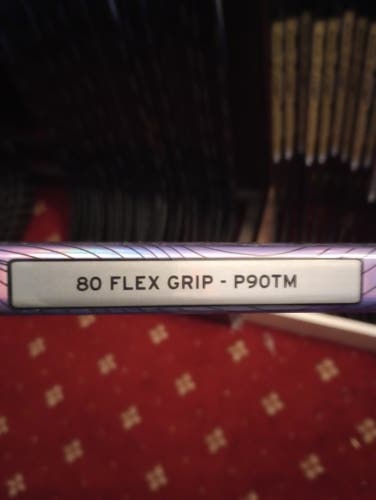 80 FLEX GRIP - P90TM